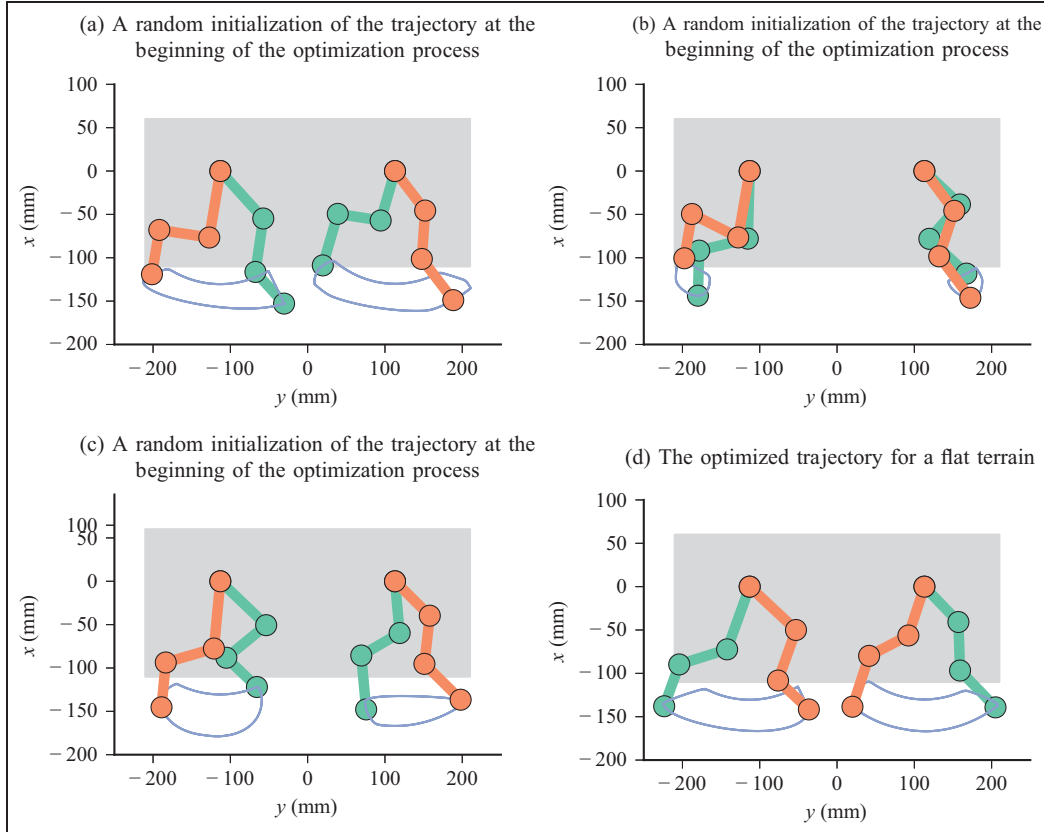 (a) A random initialization of the trajectory at the
beginning of the optimization process
100
50
0
−50
−100
−150
−200
x (mm)
−200 −100 0 100 200
y (mm)
(b) A random initialization of the trajectory at the
beginning of the optimization process
100
50
0
−50
−100
−150
−200
x (mm)
−200 −100 0 100 200
y (mm)
(c) A random initialization of the trajectory at the
beginning of the optimization process
100
50
0
−50
−100
−150
−200
x (mm)
−200 −100 0 100 200
y (mm)
(d) The optimized trajectory for a flat terrain
100
50
0
−50
−100
−150
−200
x (mm)
−200 −100 0 100 200
y (mm)